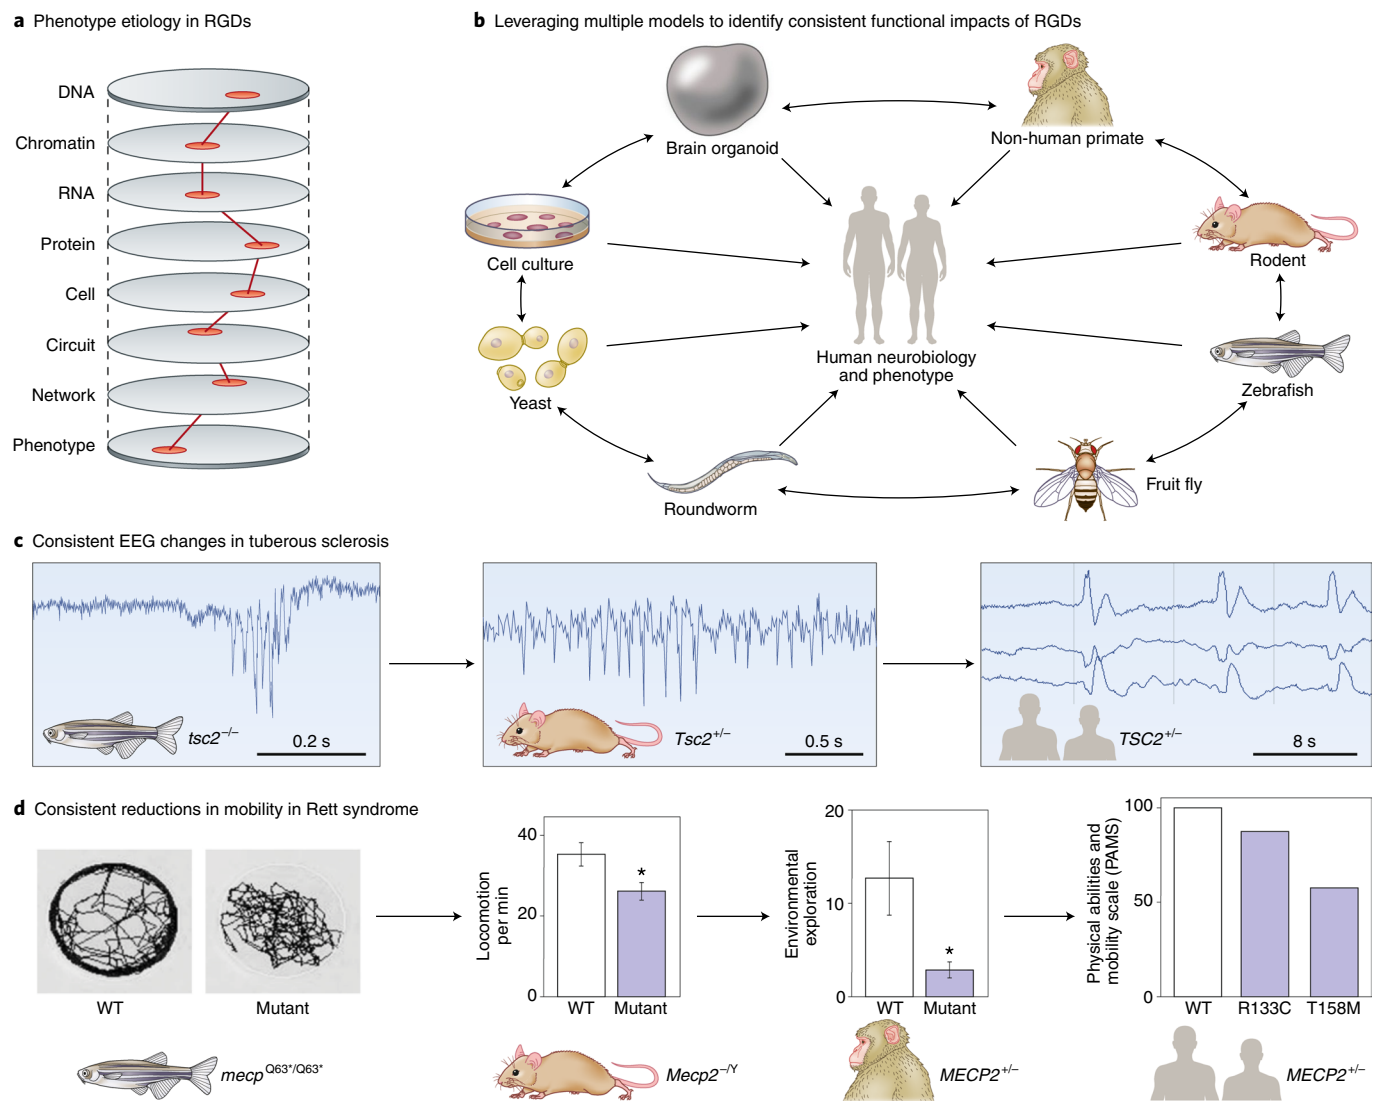 a Phenotype etiology in RGDs
DNA
Chromatin
RNA
Protein
Cell
Circuit
Network
Phenotype
b Leveraging multiple models to identify consistent functional impacts of RGDs
Brain organoid
Non-human primate
Cell culture
Rodent
Human neurobiology
and phenotype
Yeast
Zebrafish
Roundworm
Fruit fly
c Consistent EEG changes in tuberous sclerosis
tsc2−/−
0.2 s
Tsc2+/−
0.5 s
TSC2+/−
8 s
d Consistent reductions in mobility in Rett syndrome
WT
Mutant
mecpQ63*/Q63*
Locomotion
per min
40
20
0
*
WT
Mutant
Mecp2−/Y
Environmental
exploration
20
10
0
*
WT
Mutant
MECP2+/−
Physical abilities and
mobility scale (PAMS)
100
50
0
WT
R133C
T158M
MECP2+/−